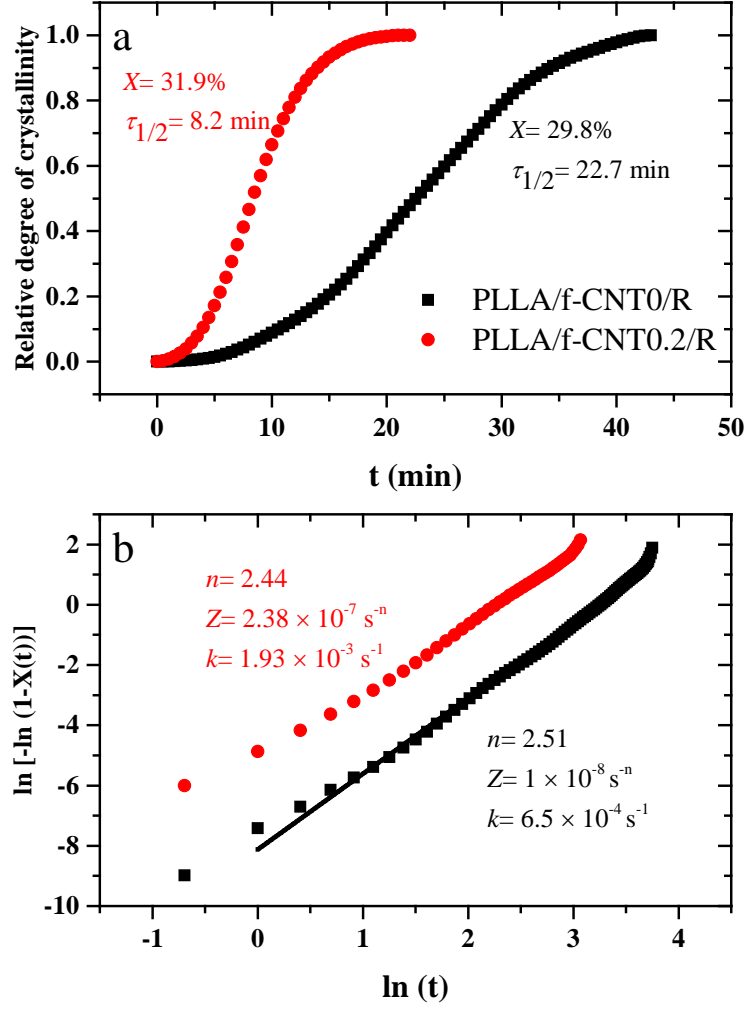 a
Relative degree of crystallinity
1.0
0.8
0.6
0.4
0.2
0.0
X= 31.9%
τ1/2= 8.2 min
X= 29.8%
τ1/2= 22.7 min
PLLA/f-CNT0/R
PLLA/f-CNT0.2/R
0 10 20 30 40 50
t (min)
b
ln [-ln (1-X(t))]
2
0
-2
-4
-6
-8
-10
n= 2.44
Z= 2.38 × 10⁻⁷ s⁻ⁿ
k= 1.93 × 10⁻³ s⁻¹
n= 2.51
Z= 1 × 10⁻⁸ s⁻ⁿ
k= 6.5 × 10⁻⁴ s⁻¹
-1 0 1 2 3 4
ln (t)